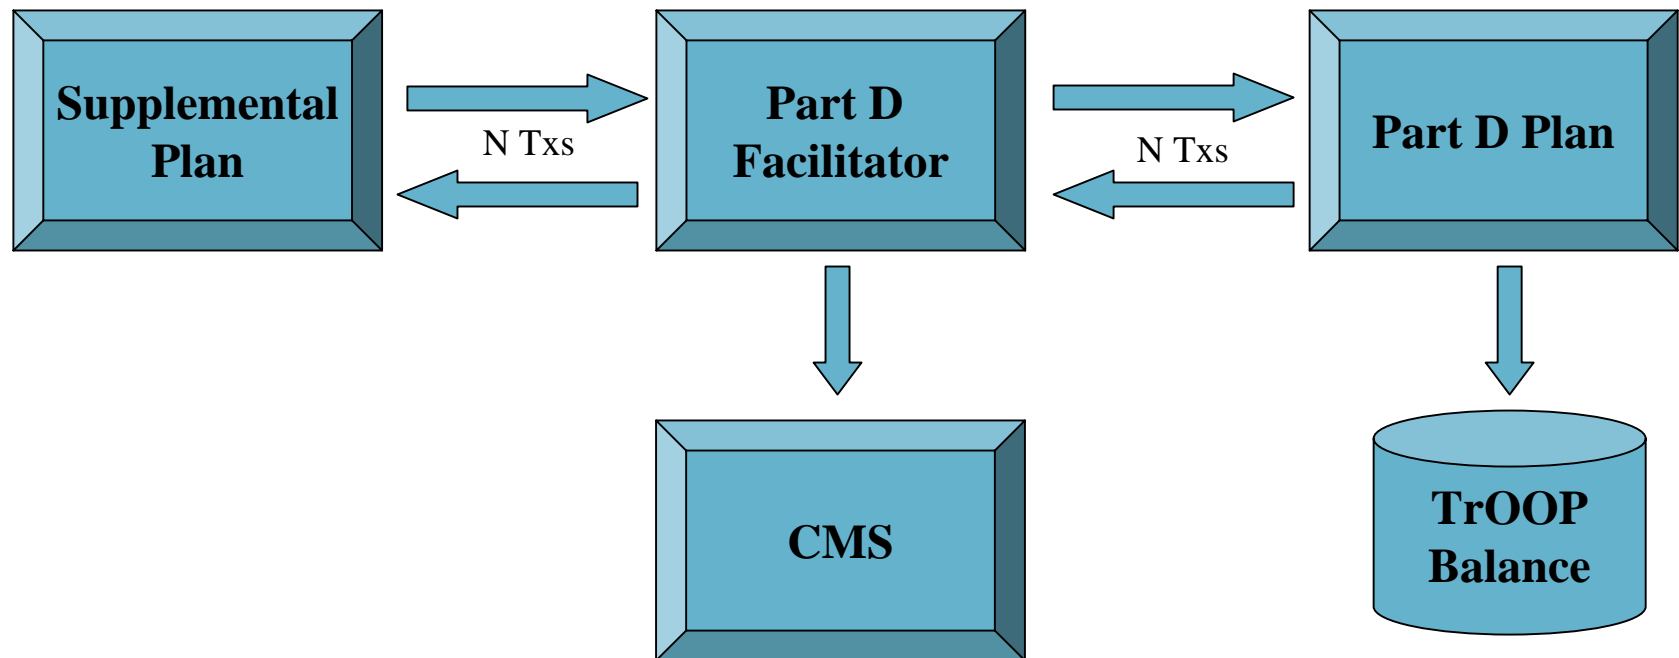 Supplemental
Plan
N Txs
Part D
Facilitator
N Txs
Part D Plan
CMS
TrOOP
Balance